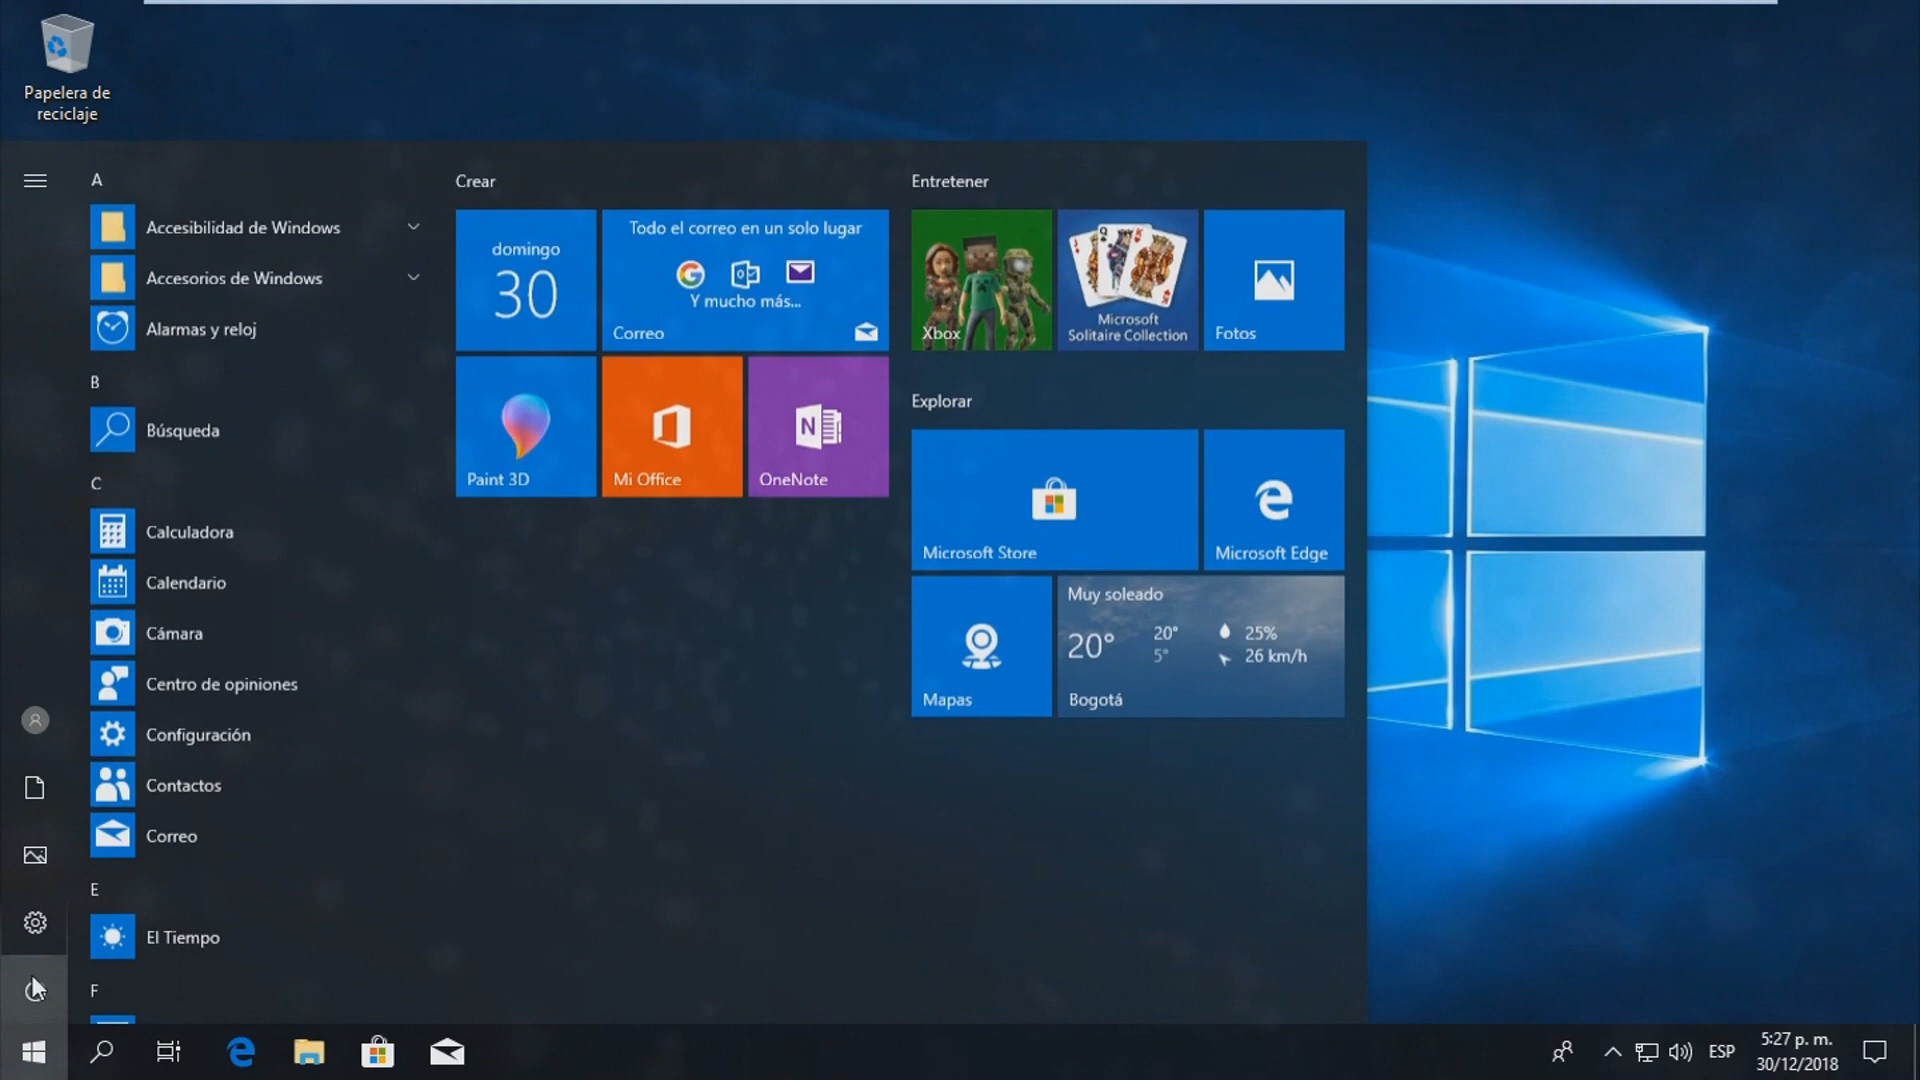 Papelera de
reciclaje
A
Accesibilidad de Windows
Accesorios de Windows
Alarmas y reloj
B
Búsqueda
C
Calculadora
Calendario
Cámara
Centro de opiniones
Configuración
Contactos
Correo
E
El Tiempo
F
Crear
domingo
30
Todo el correo en un solo lugar
Y mucho más...
Correo
Paint 3D
Mi Office
N
OneNote
Entretener
Xbox
Microsoft
Solitaire Collection
Fotos
Explorar
Microsoft Store
Microsoft Edge
Mapas
Muy soleado
20°
20°
5°
25%
26 km/h
Bogotá
ESP
5:27 p. m.
30/12/2018